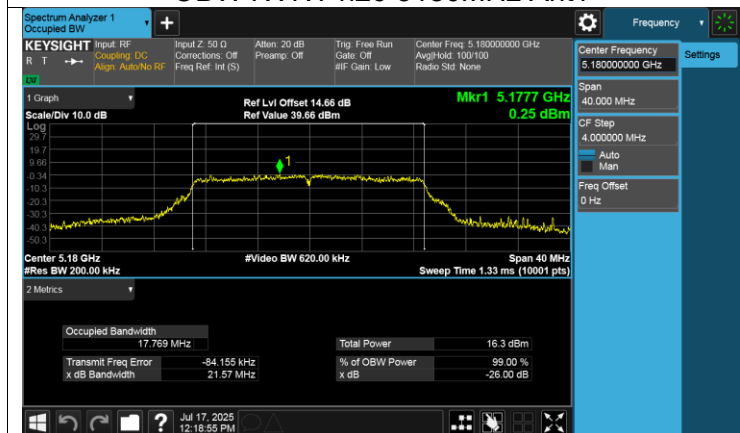 Spectrum Analyzer 1
Occupied BW
+
Frequency
KEYSIGHT
R T
LXI
Input: RF
Coupling: DC
Align: Auto/No RF
Input Z: 50 Ω
Corrections: Off
Freq Ref: Int (S)
Atten: 20 dB
Preamp: Off
Trig: Free Run
Gate: Off
#IF Gain: Low
Center Freq: 5.180000000 GHz
Avg|Hold: 100/100
Radio Std: None
Center Frequency
5.180000000 GHz
Settings
Span
40.000 MHz
CF Step
4.000000 MHz
Auto
Man
Freq Offset
0 Hz
1 Graph
Scale/Div 10.0 dB
Ref Lvl Offset 14.66 dB
Ref Value 39.66 dBm
Mkr1 5.1777 GHz
0.25 dBm
Log
29.7
19.7
9.66
-0.34
-10.3
-20.3
-30.3
-40.3
-50.3
1
Center 5.18 GHz
#Res BW 200.00 kHz
#Video BW 620.00 kHz
Span 40 MHz
Sweep Time 1.33 ms (10001 pts)
2 Metrics
Occupied Bandwidth
17.769 MHz
Total Power 16.3 dBm
Transmit Freq Error -84.155 kHz
% of OBW Power 99.00 %
x dB Bandwidth 21.57 MHz
x dB -26.00 dB
?
Jul 17, 2025
12:18:55 PM